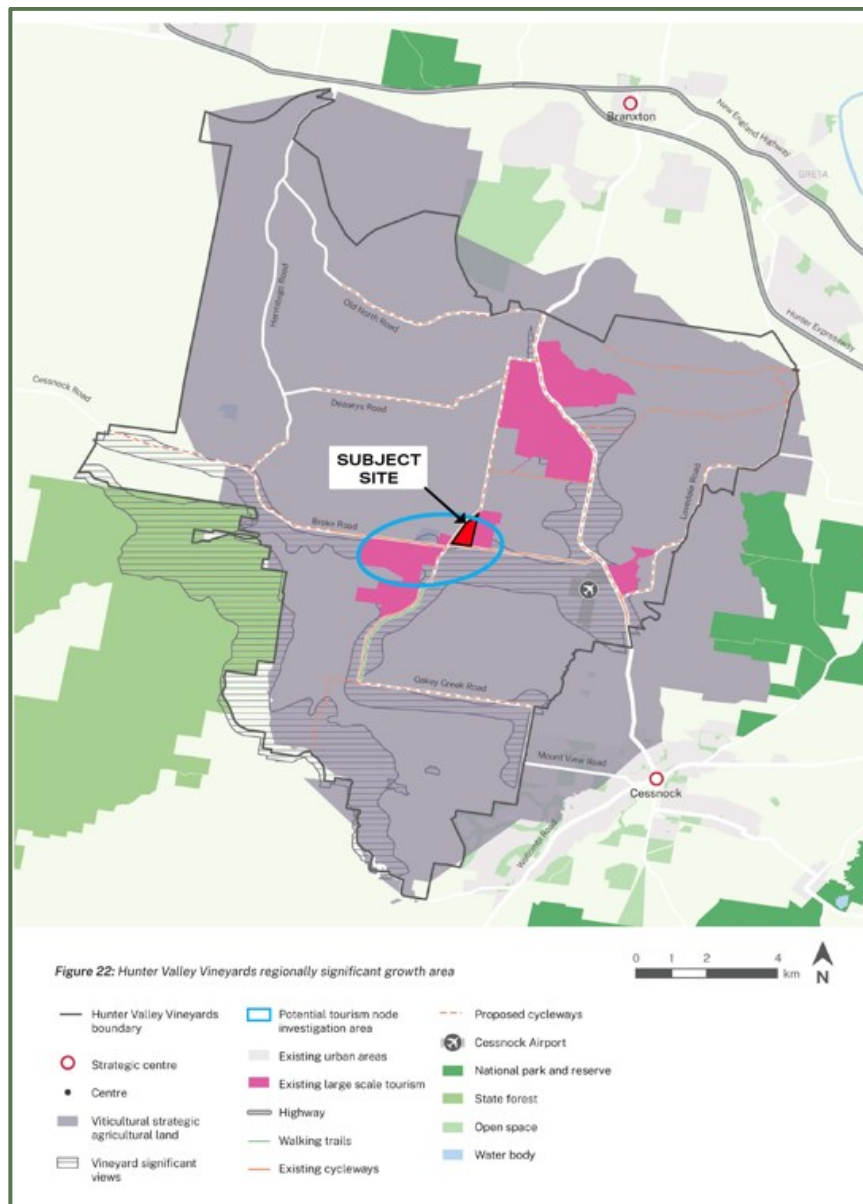 Branxton
New England Highway
GRETA
Hunter Expressway
Hermitage Road
Old North Road
Cessnock Road
Deaseys Road
SUBJECT
SITE
Lovedale Road
Broke Road
Oakey Creek Road
Mount View Road
Cessnock
Wollombi Road
Figure 22: Hunter Valley Vineyards regionally significant growth area
0 1 2 4
km
N
Hunter Valley Vineyards
boundary
Strategic centre
Centre
Viticultural strategic
agricultural land
Vineyard significant
views
Potential tourism node
investigation area
Existing urban areas
Existing large scale tourism
Highway
Walking trails
Existing cycleways
Proposed cycleways
Cessnock Airport
National park and reserve
State forest
Open space
Water body